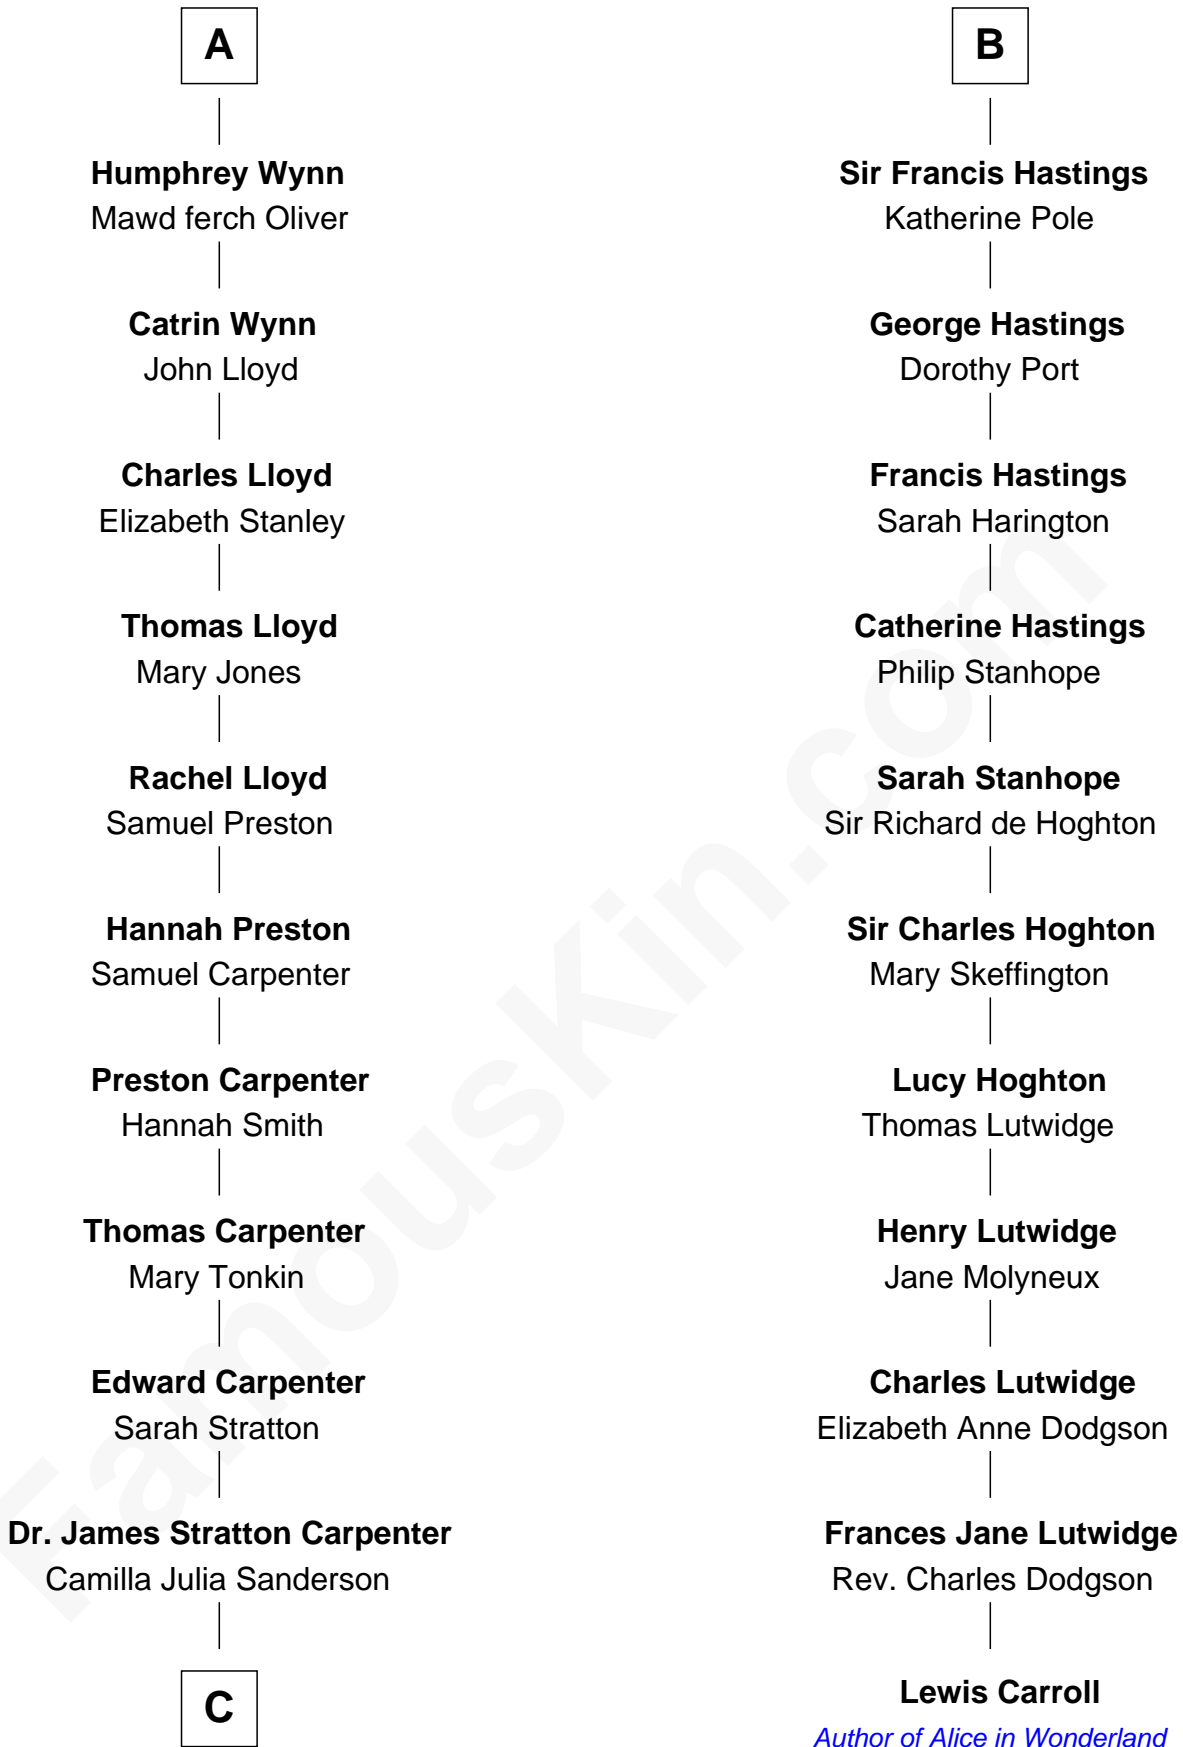 A
Humphrey Wynn
Mawd ferch Oliver
Catrin Wynn
John Lloyd
Charles Lloyd
Elizabeth Stanley
Thomas Lloyd
Mary Jones
Rachel Lloyd
Samuel Preston
Hannah Preston
Samuel Carpenter
Preston Carpenter
Hannah Smith
Thomas Carpenter
Mary Tonkin
Edward Carpenter
Sarah Stratton
Dr. James Stratton Carpenter
Camilla Julia Sanderson
C
B
Sir Francis Hastings
Katherine Pole
George Hastings
Dorothy Port
Francis Hastings
Sarah Harington
Catherine Hastings
Philip Stanhope
Sarah Stanhope
Sir Richard de Hoghton
Sir Charles Hoghton
Mary Skeffington
Lucy Hoghton
Thomas Lutwidge
Henry Lutwidge
Jane Molyneux
Charles Lutwidge
Elizabeth Anne Dodgson
Frances Jane Lutwidge
Rev. Charles Dodgson
Lewis Carroll
Author of Alice in Wonderland
FamousKin.com